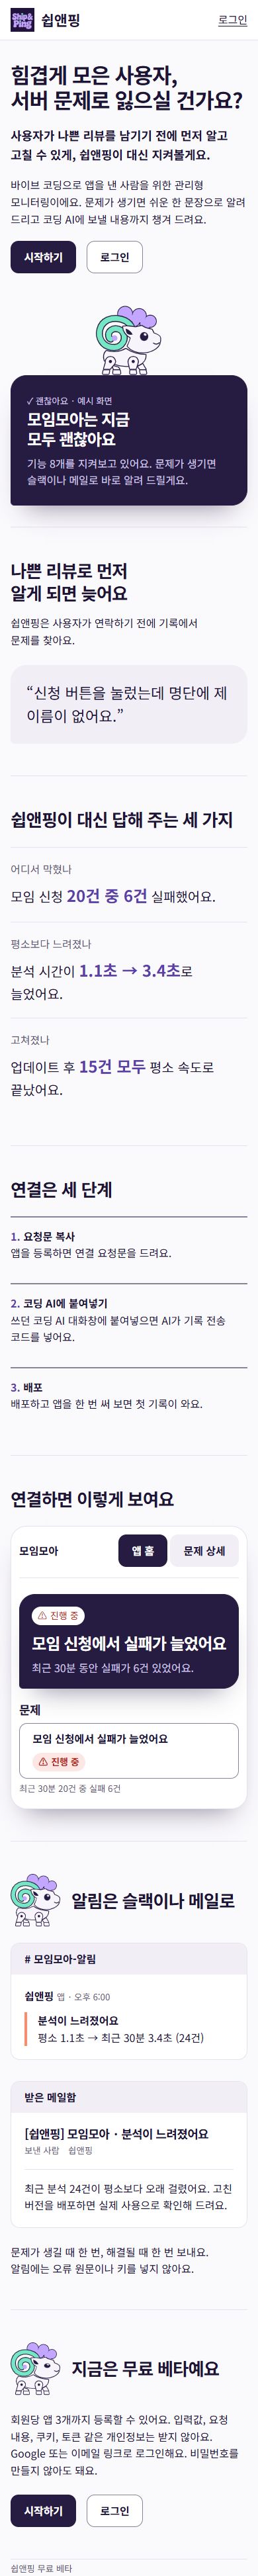 Ship&
Ping
쉽앤핑
로그인
힘겹게 모은 사용자,
서버 문제로 잃으실 건가요?
사용자가 나쁜 리뷰를 남기기 전에 먼저 알고
고칠 수 있게, 쉽앤핑이 대신 지켜볼게요.
바이브 코딩으로 앱을 낸 사람을 위한 관리형
모니터링이에요. 문제가 생기면 쉬운 한 문장으로 알려
드리고 코딩 AI에 보낼 내용까지 챙겨 드려요.
시작하기
로그인
✓ 괜찮아요 · 예시 화면
모임모아는 지금
모두 괜찮아요
기능 8개를 지켜보고 있어요. 문제가 생기면
슬랙이나 메일로 바로 알려 드릴게요.
나쁜 리뷰로 먼저
알게 되면 늦어요
쉽앤핑은 사용자가 연락하기 전에 기록에서
문제를 찾아요.
“신청 버튼을 눌렀는데 명단에 제
이름이 없어요.”
쉽앤핑이 대신 답해 주는 세 가지
어디서 막혔나
모임 신청 20건 중 6건 실패했어요.
평소보다 느려졌나
분석 시간이 1.1초 → 3.4초로
늘었어요.
고쳐졌나
업데이트 후 15건 모두 평소 속도로
끝났어요.
연결은 세 단계
1. 요청문 복사
앱을 등록하면 연결 요청문을 드려요.
2. 코딩 AI에 붙여넣기
쓰던 코딩 AI 대화창에 붙여넣으면 AI가 기록 전송
코드를 넣어요.
3. 배포
배포하고 앱을 한 번 써 보면 첫 기록이 와요.
연결하면 이렇게 보여요
모임모아
앱 홈
문제 상세
⚠ 진행 중
모임 신청에서 실패가 늘었어요
최근 30분 동안 실패가 6건 있었어요.
문제
모임 신청에서 실패가 늘었어요
⚠ 진행 중
최근 30분 20건 중 실패 6건
알림은 슬랙이나 메일로
# 모임모아-알림
쉽앤핑 앱 · 오후 6:00
분석이 느려졌어요
평소 1.1초 → 최근 30분 3.4초 (24건)
받은 메일함
[쉽앤핑] 모임모아 · 분석이 느려졌어요
보낸 사람 쉽앤핑
최근 분석 24건이 평소보다 오래 걸렸어요. 고친
버전을 배포하면 실제 사용으로 확인해 드려요.
문제가 생길 때 한 번, 해결될 때 한 번 보내요.
알림에는 오류 원문이나 키를 넣지 않아요.
지금은 무료 베타예요
회원당 앱 3개까지 등록할 수 있어요. 입력값, 요청
내용, 쿠키, 토큰 같은 개인정보는 받지 않아요.
Google 또는 이메일 링크로 로그인해요. 비밀번호를
만들지 않아도 돼요.
시작하기
로그인
쉽앤핑 무료 베타